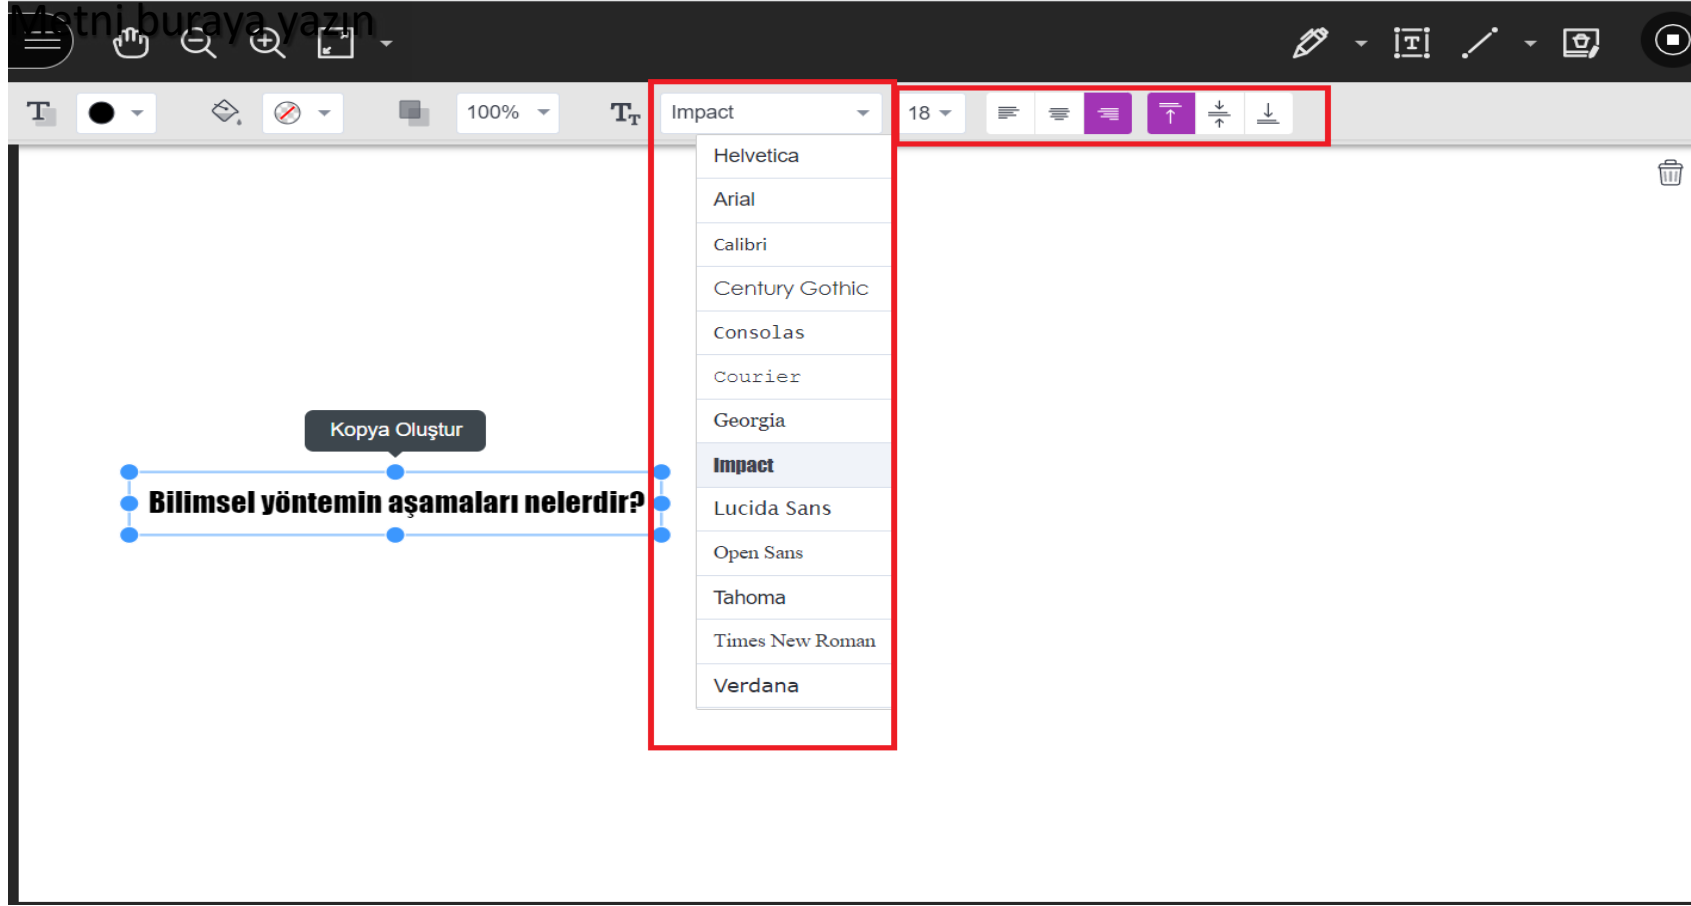 Metni buraya yazın
100%
Impact
18
Helvetica
Arial
Calibri
Century Gothic
Consolas
Courier
Georgia
Impact
Lucida Sans
Open Sans
Tahoma
Times New Roman
Verdana
Kopya Oluştur
Bilimsel yöntemin aşamaları nelerdir?